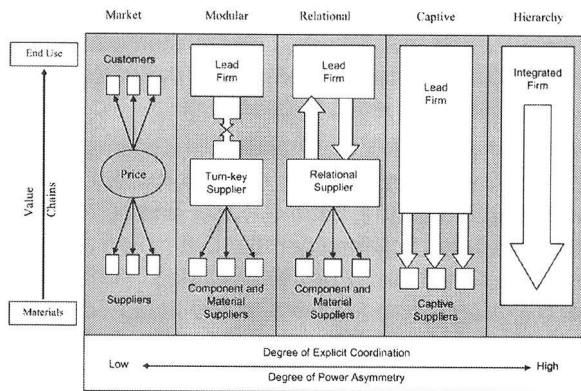 Market
Modular
Relational
Captive
Hierarchy
End Use
Value
Chains
Materials
Customers
Price
Suppliers
Lead
Firm
Turn-key
Supplier
Component and
Material
Suppliers
Lead
Firm
Relational
Supplier
Component and
Material
Suppliers
Lead
Firm
Captive
Suppliers
Integrated
Firm
Low
Degree of Explicit Coordination
Degree of Power Asymmetry
High